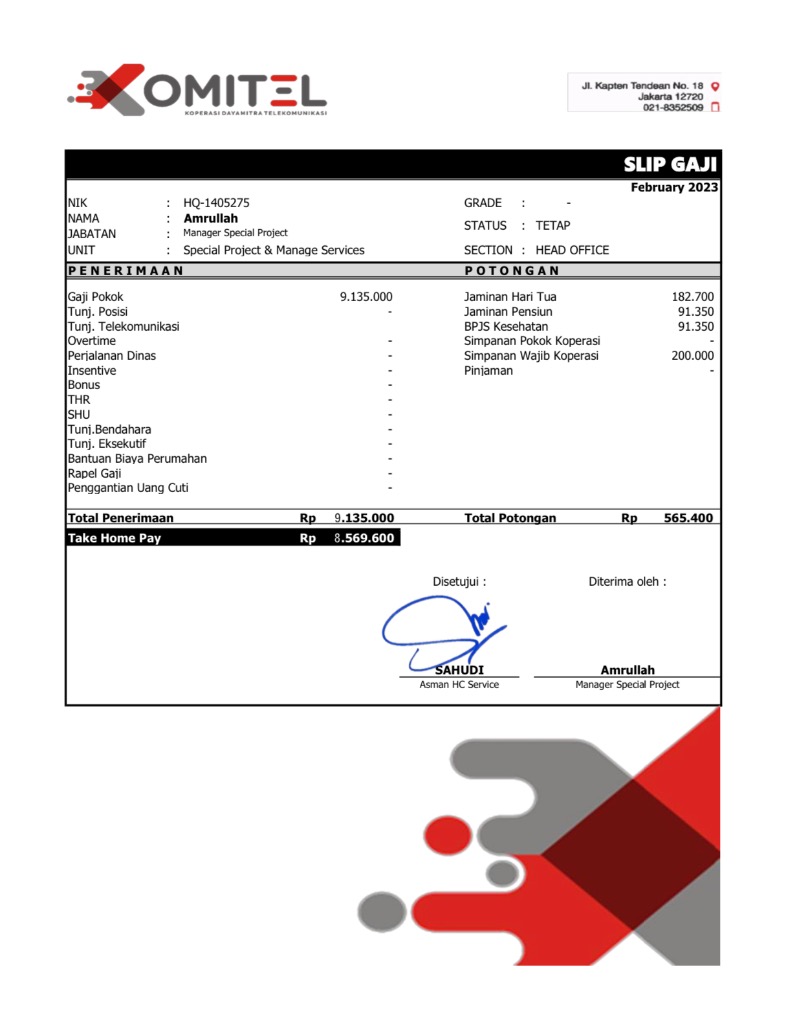 KOMITEL
KOPERASI DAYAMITRA TELEKOMUNIKASI
Jl. Kapten Tendean No. 18
Jakarta 12720
021-8352509
SLIP GAJI
February 2023
NIK : HQ-1405275 GRADE : -
NAMA : Amrullah
STATUS : TETAP
JABATAN : Manager Special Project
UNIT : Special Project & Manage Services SECTION : HEAD OFFICE
PENERIMAAN POTONGAN
Gaji Pokok 9.135.000 Jaminan Hari Tua 182.700
Tunj. Posisi - Jaminan Pensiun 91.350
Tunj. Telekomunikasi BPJS Kesehatan 91.350
Overtime - Simpanan Pokok Koperasi -
Perjalanan Dinas - Simpanan Wajib Koperasi 200.000
Insentive - Pinjaman -
Bonus -
THR -
SHU -
Tunj.Bendahara -
Tunj. Eksekutif -
Bantuan Biaya Perumahan -
Rapel Gaji -
Penggantian Uang Cuti -
Total Penerimaan Rp 9.135.000 Total Potongan Rp 565.400
Take Home Pay Rp 8.569.600
Disetujui : Diterima oleh :
SAHUDI Amrullah
Asman HC Service Manager Special Project